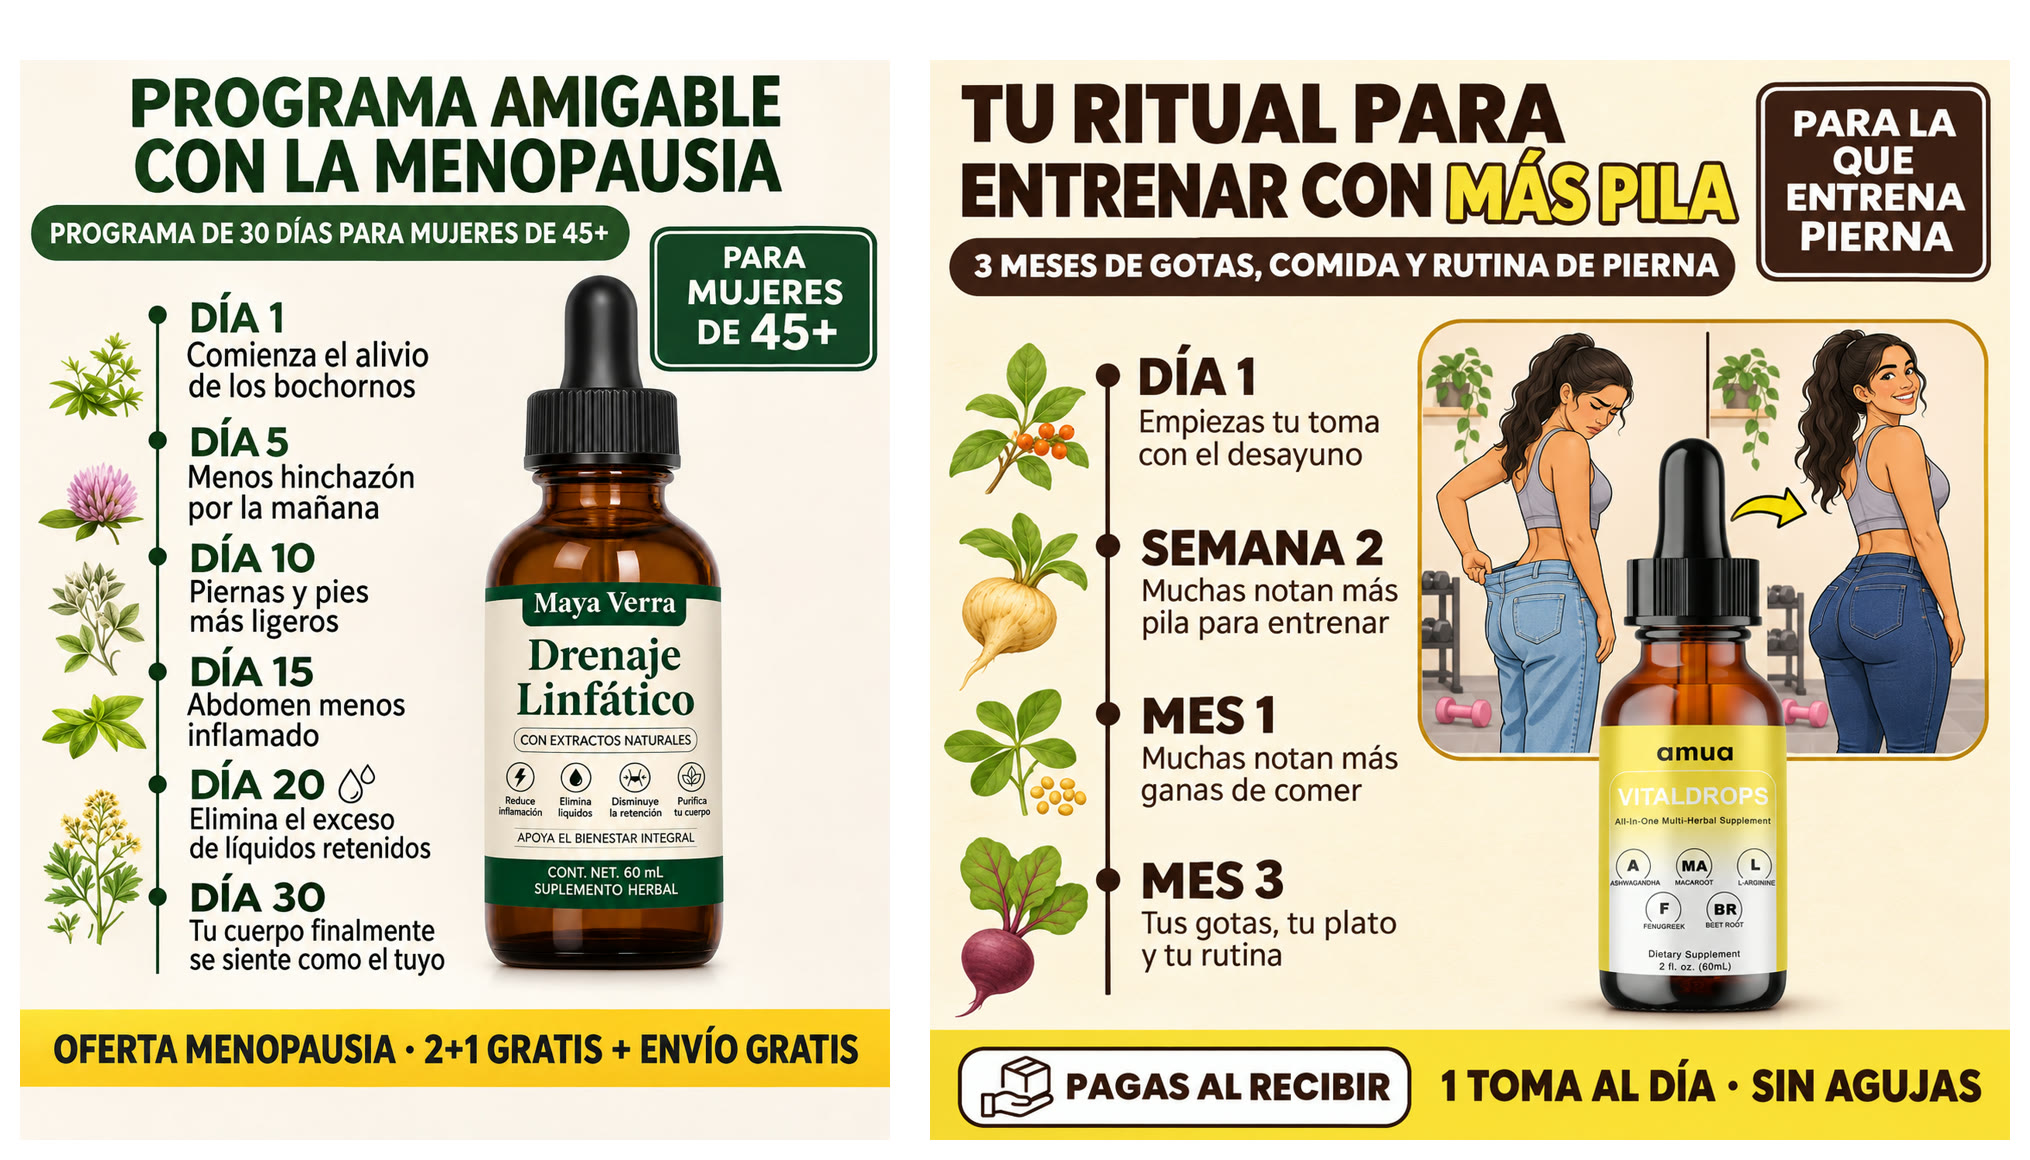 PROGRAMA AMIGABLE
CON LA MENOPAUSIA
PROGRAMA DE 30 DÍAS PARA MUJERES DE 45+
PARA
MUJERES
DE 45+
DÍA 1
Comienza el alivio
de los bochornos
DÍA 5
Menos hinchazón
por la mañana
DÍA 10
Piernas y pies
más ligeros
DÍA 15
Abdomen menos
inflamado
DÍA 20
Elimina el exceso
de líquidos retenidos
DÍA 30
Tu cuerpo finalmente
se siente como el tuyo
Maya Verra
Drenaje
Linfático
CON EXTRACTOS NATURALES
Reduce
inflamación
Elimina
líquidos
Disminuye
la retención
Purifica
tu cuerpo
APOYA EL BIENESTAR INTEGRAL
CONT. NET. 60 mL
SUPLEMENTO HERBAL
OFERTA MENOPAUSIA · 2+1 GRATIS + ENVÍO GRATIS
TU RITUAL PARA
ENTRENAR CON MÁS PILA
3 MESES DE GOTAS, COMIDA Y RUTINA DE PIERNA
PARA LA
QUE
ENTRENA
PIERNA
DÍA 1
Empiezas tu toma
con el desayuno
SEMANA 2
Muchas notan más
pila para entrenar
MES 1
Muchas notan más
ganas de comer
MES 3
Tus gotas, tu plato
y tu rutina
amua
VITALDROPS
All-In-One Multi-Herbal Supplement
A
ASHWAGANDHA
MA
MACAROOT
L
L-ARGININE
F
FENUGREEK
BR
BEET ROOT
Dietary Supplement
2 fl. oz. (60mL)
PAGAS AL RECIBIR
1 TOMA AL DÍA · SIN AGUJAS